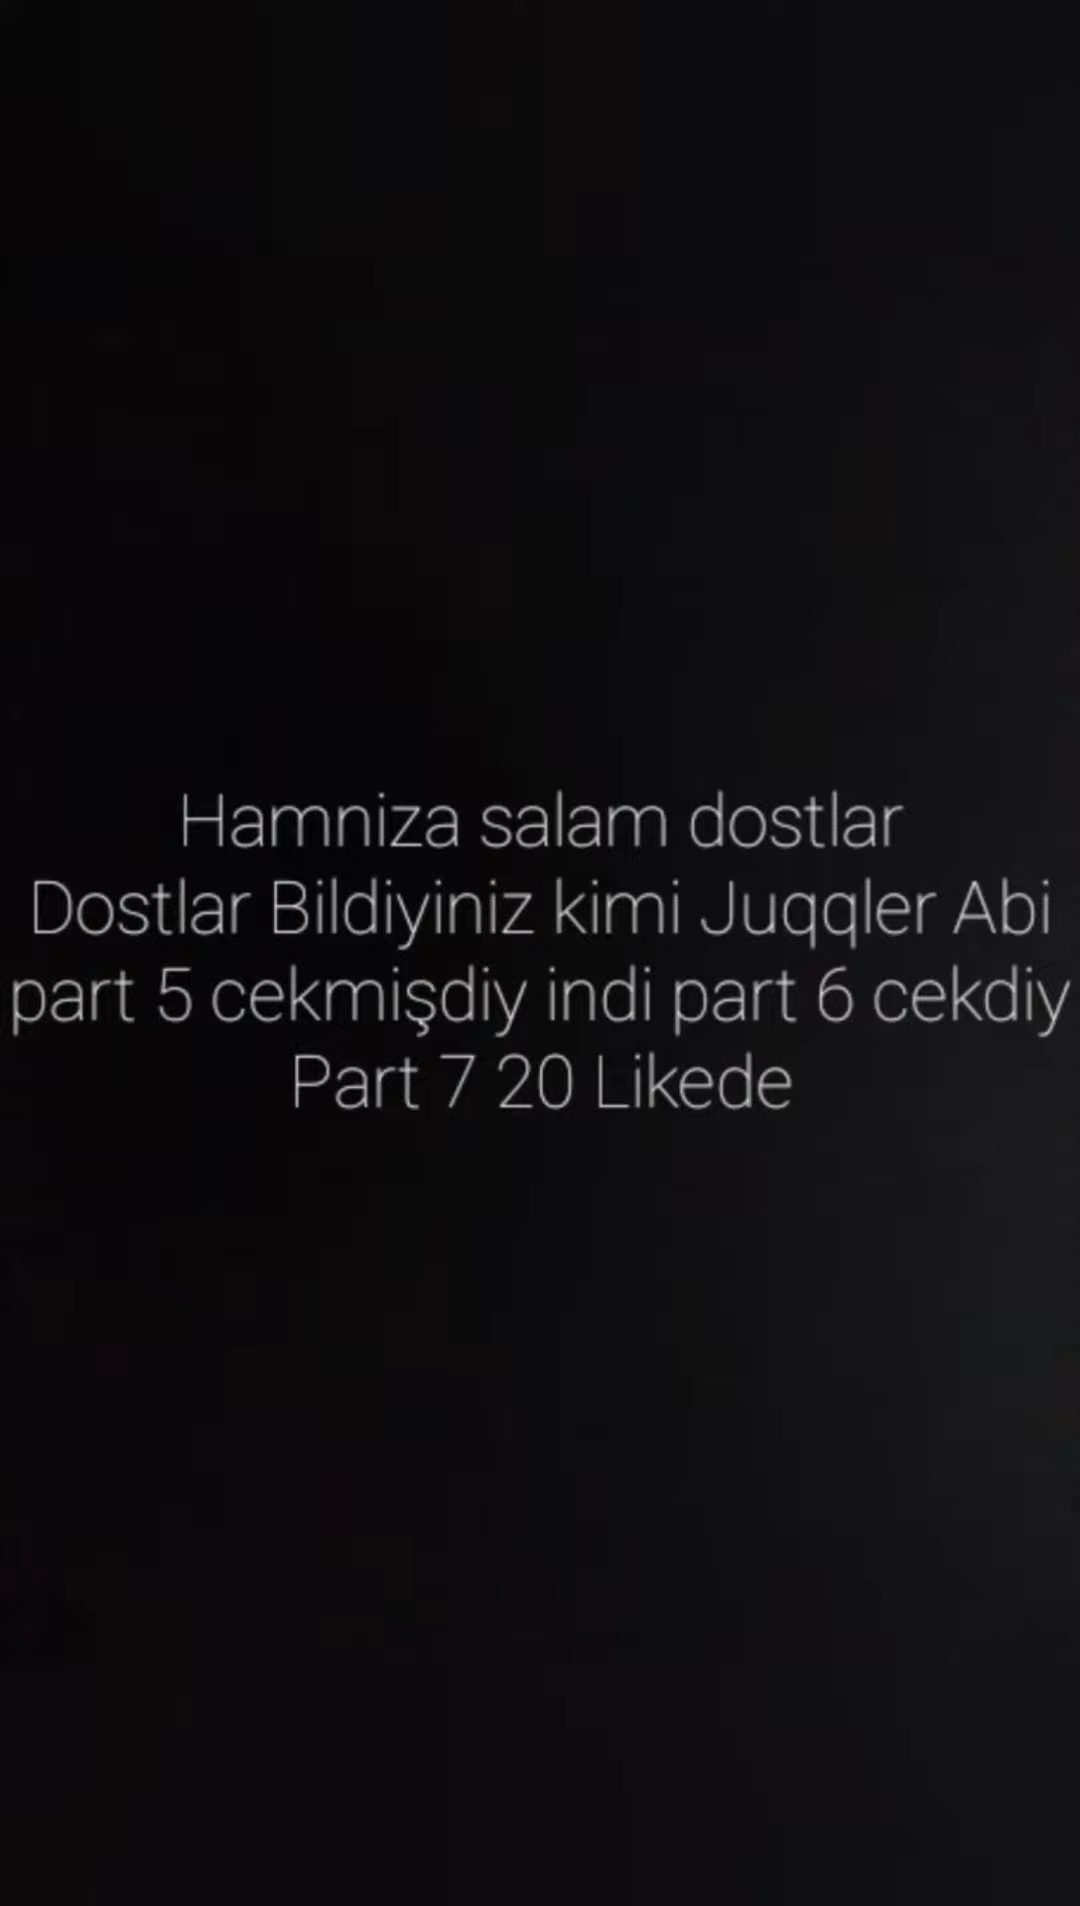 Hamniza salam dostlar
Dostlar Bildiyiniz kimi Juqqler Abi
part 5 cekmişdiy indi part 6 cekdiy
Part 7 20 Likede